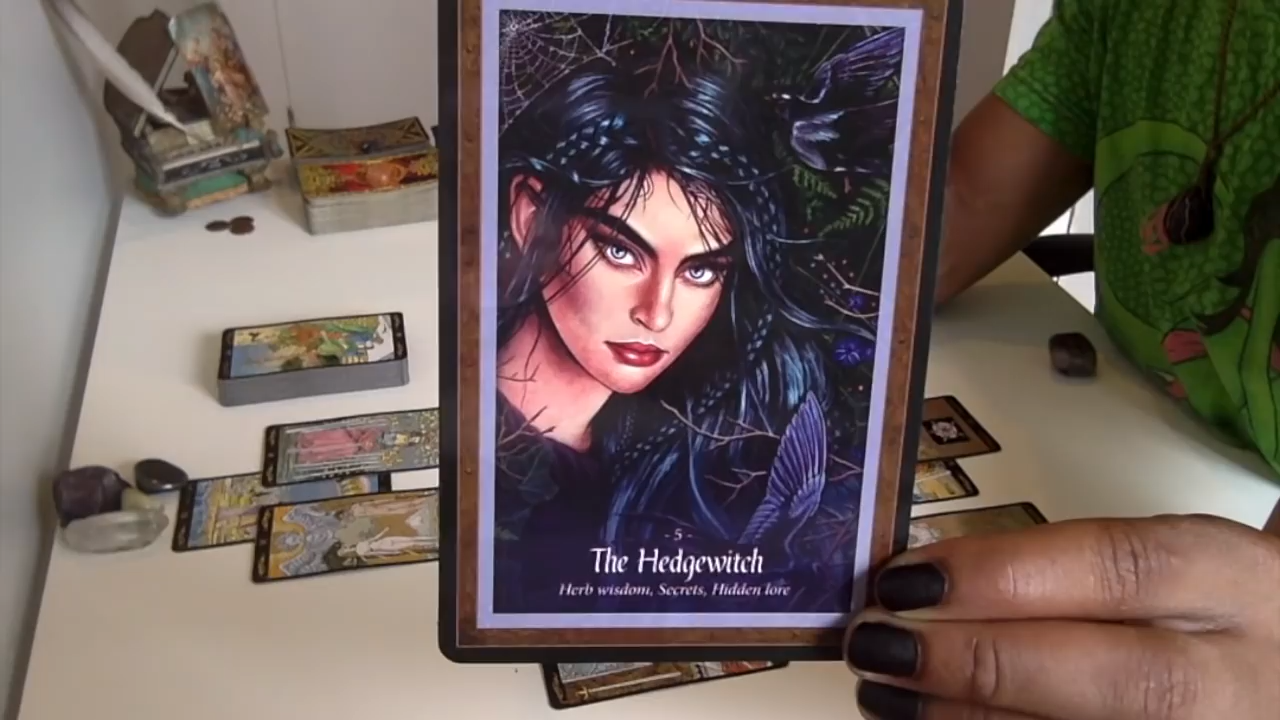 - 5 -
The Hedgewitch
Herb wisdom, Secrets, Hidden lore